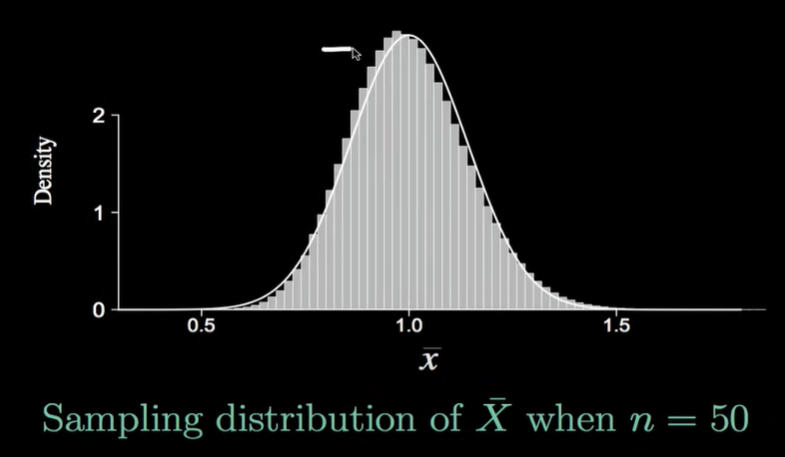 Density
2
1
0
0.5 1.0 1.5
x̅
Sampling distribution of X̄ when n = 50